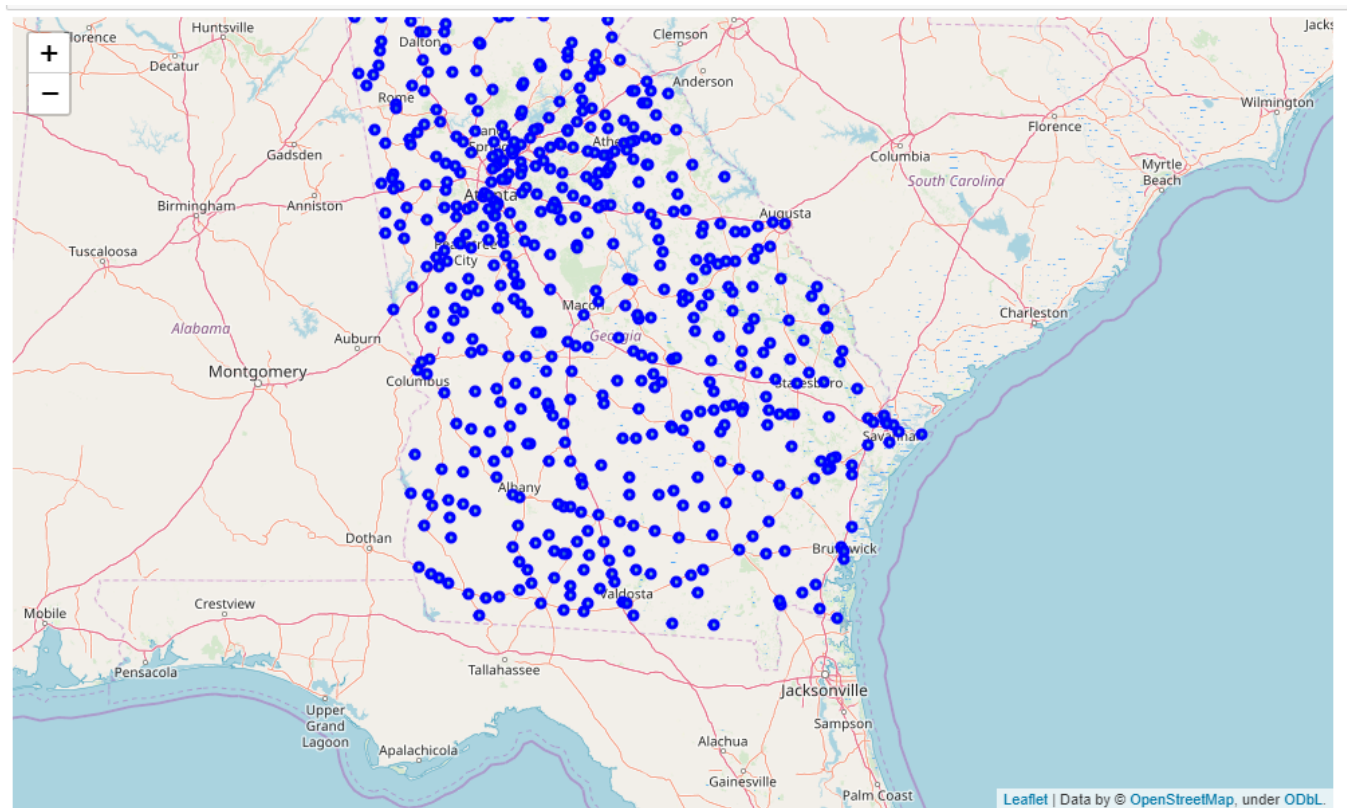 Huntsville
Florence
Dalton
Clemson
Jacks
Decatur
Anderson
Rome
Wilmington
Florence
Gadsden
Columbia
Myrtle
Beach
South Carolina
Birmingham
Anniston
Atlanta
Augusta
Tuscaloosa
City
Macon
Charleston
Alabama
Auburn
Georgia
Montgomery
Columbus
Statesboro
Savannah
Albany
Dothan
Brunswick
Crestview
Valdosta
Mobile
Pensacola
Tallahassee
Jacksonville
Upper
Grand
Lagoon
Sampson
Apalachicola
Alachua
Gainesville
Palm Coast
+
−
Leaflet | Data by © OpenStreetMap, under ODbL.